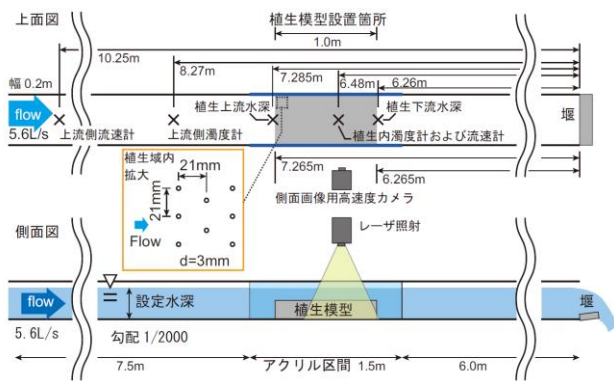 上面図
植生模型設置箇所
1.0m
10.25m
8.27m
7.285m
6.48m
6.26m
幅 0.2m
flow
植生上流水深
植生下流水深
堰
5.6L/s
上流側流速計
上流側濁度計
植生内濁度計および流速計
植生域内
拡大
21mm
21mm
Flow
d=3mm
7.265m
6.265m
側面画像用高速度カメラ
レーザ照射
側面図
flow
設定水深
植生模型
堰
5.6L/s
勾配 1/2000
7.5m
アクリル区間
1.5m
6.0m